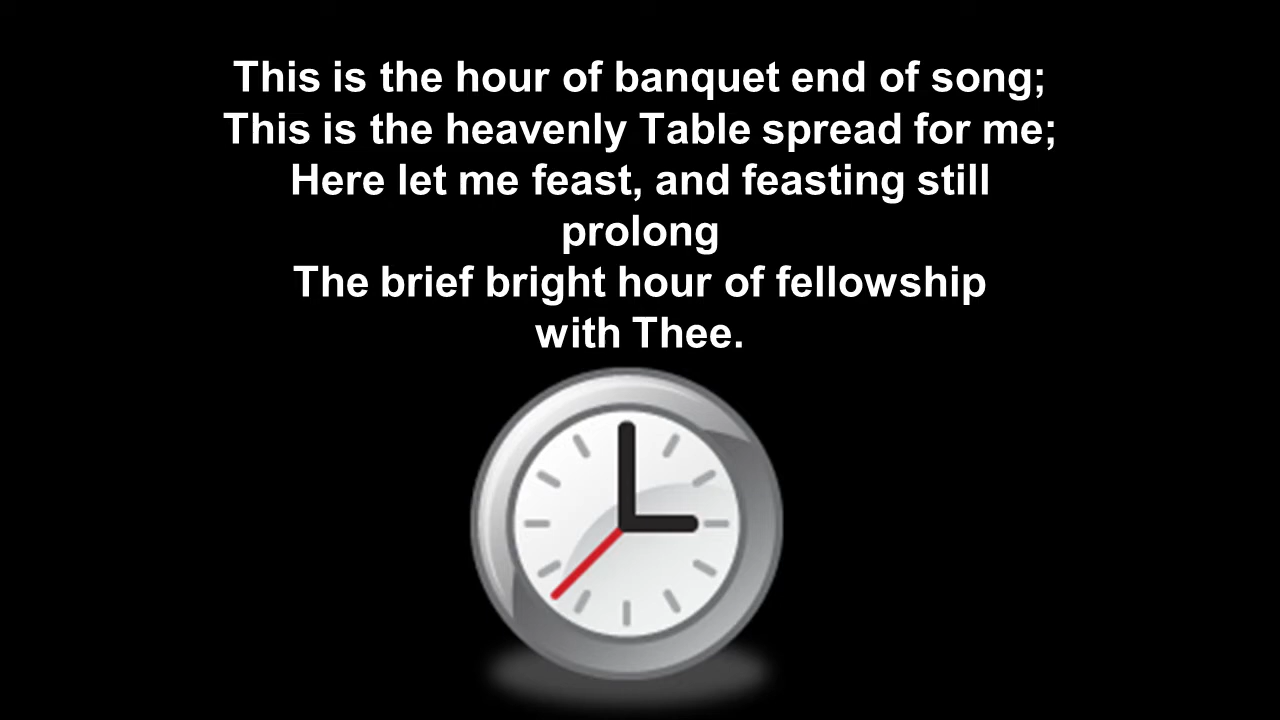 This is the hour of banquet end of song;
This is the heavenly Table spread for me;
Here let me feast, and feasting still
prolong
The brief bright hour of fellowship
with Thee.